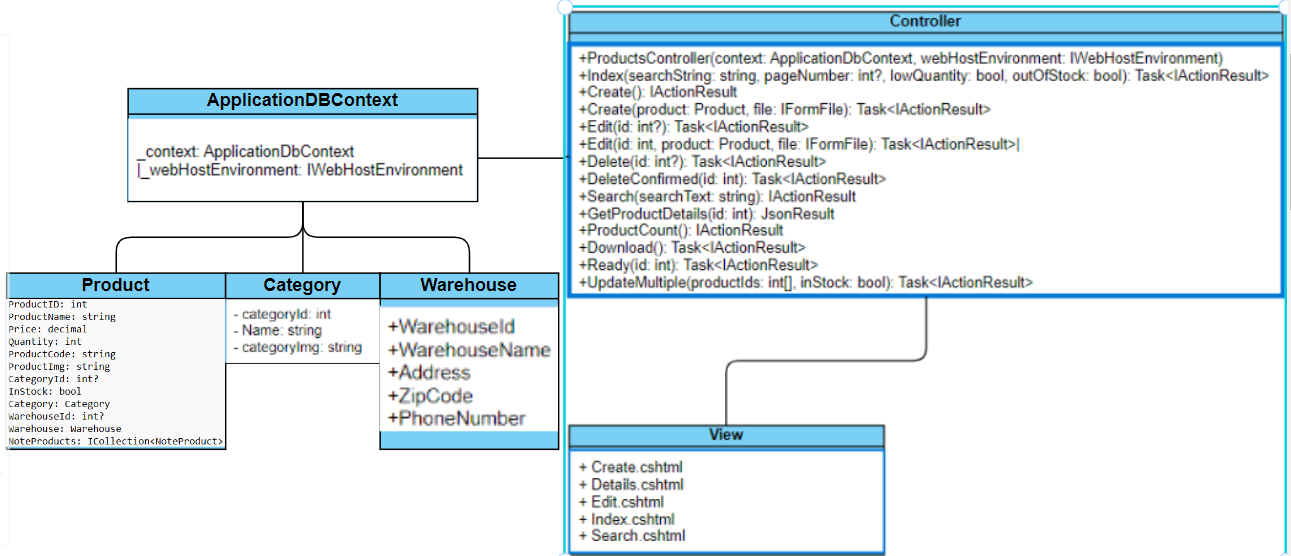 Controller
+ProductsController(context: ApplicationDbContext, webHostEnvironment: IWebHostEnvironment)
+Index(searchString: string, pageNumber: int?, lowQuantity: bool, outOfStock: bool): Task<IActionResult>
+Create(): IActionResult
+Create(product: Product, file: IFormFile): Task<IActionResult>
+Edit(id: int?): Task<IActionResult>
+Edit(id: int, product: Product, file: IFormFile): Task<IActionResult>|
+Delete(id: int?): Task<IActionResult>
+DeleteConfirmed(id: int): Task<IActionResult>
+Search(searchText: string): IActionResult
+GetProductDetails(id: int): JsonResult
+ProductCount(): IActionResult
+Download(): Task<IActionResult>
+Ready(id: int): Task<IActionResult>
+UpdateMultiple(productIds: int[], inStock: bool): Task<IActionResult>
ApplicationDBContext
_context: ApplicationDbContext
|_webHostEnvironment: IWebHostEnvironment
Product
ProductID: int
ProductName: string
Price: decimal
Quantity: int
ProductCode: string
ProductImg: string
CategoryId: int?
InStock: bool
Category: Category
WarehouseId: int?
Warehouse: Warehouse
NoteProducts: ICollection<NoteProduct>
Category
- categoryId: int
- Name: string
- categoryImg: string
Warehouse
+WarehouseId
+WarehouseName
+Address
+ZipCode
+PhoneNumber
View
+ Create.cshtml
+ Details.cshtml
+ Edit.cshtml
+ Index.cshtml
+ Search.cshtml